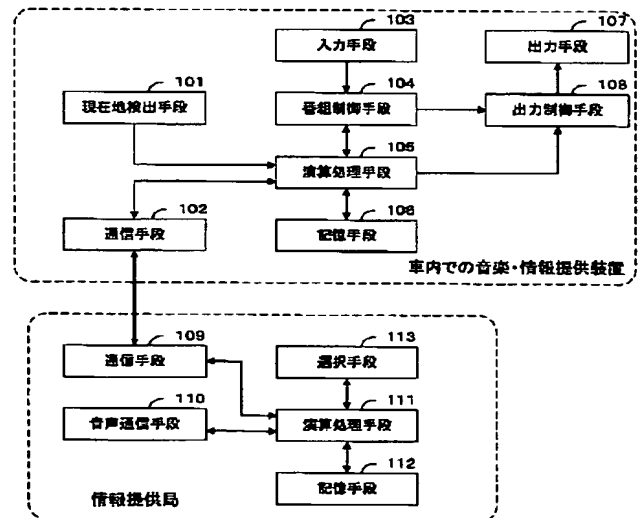 103
入力手段
107
出力手段
101
現在地検出手段
104
番組制御手段
108
出力制御手段
105
演算処理手段
102
通信手段
106
記憶手段
車内での音楽・情報提供装置
109
通信手段
113
選択手段
110
音声通信手段
111
演算処理手段
112
記憶手段
情報提供局